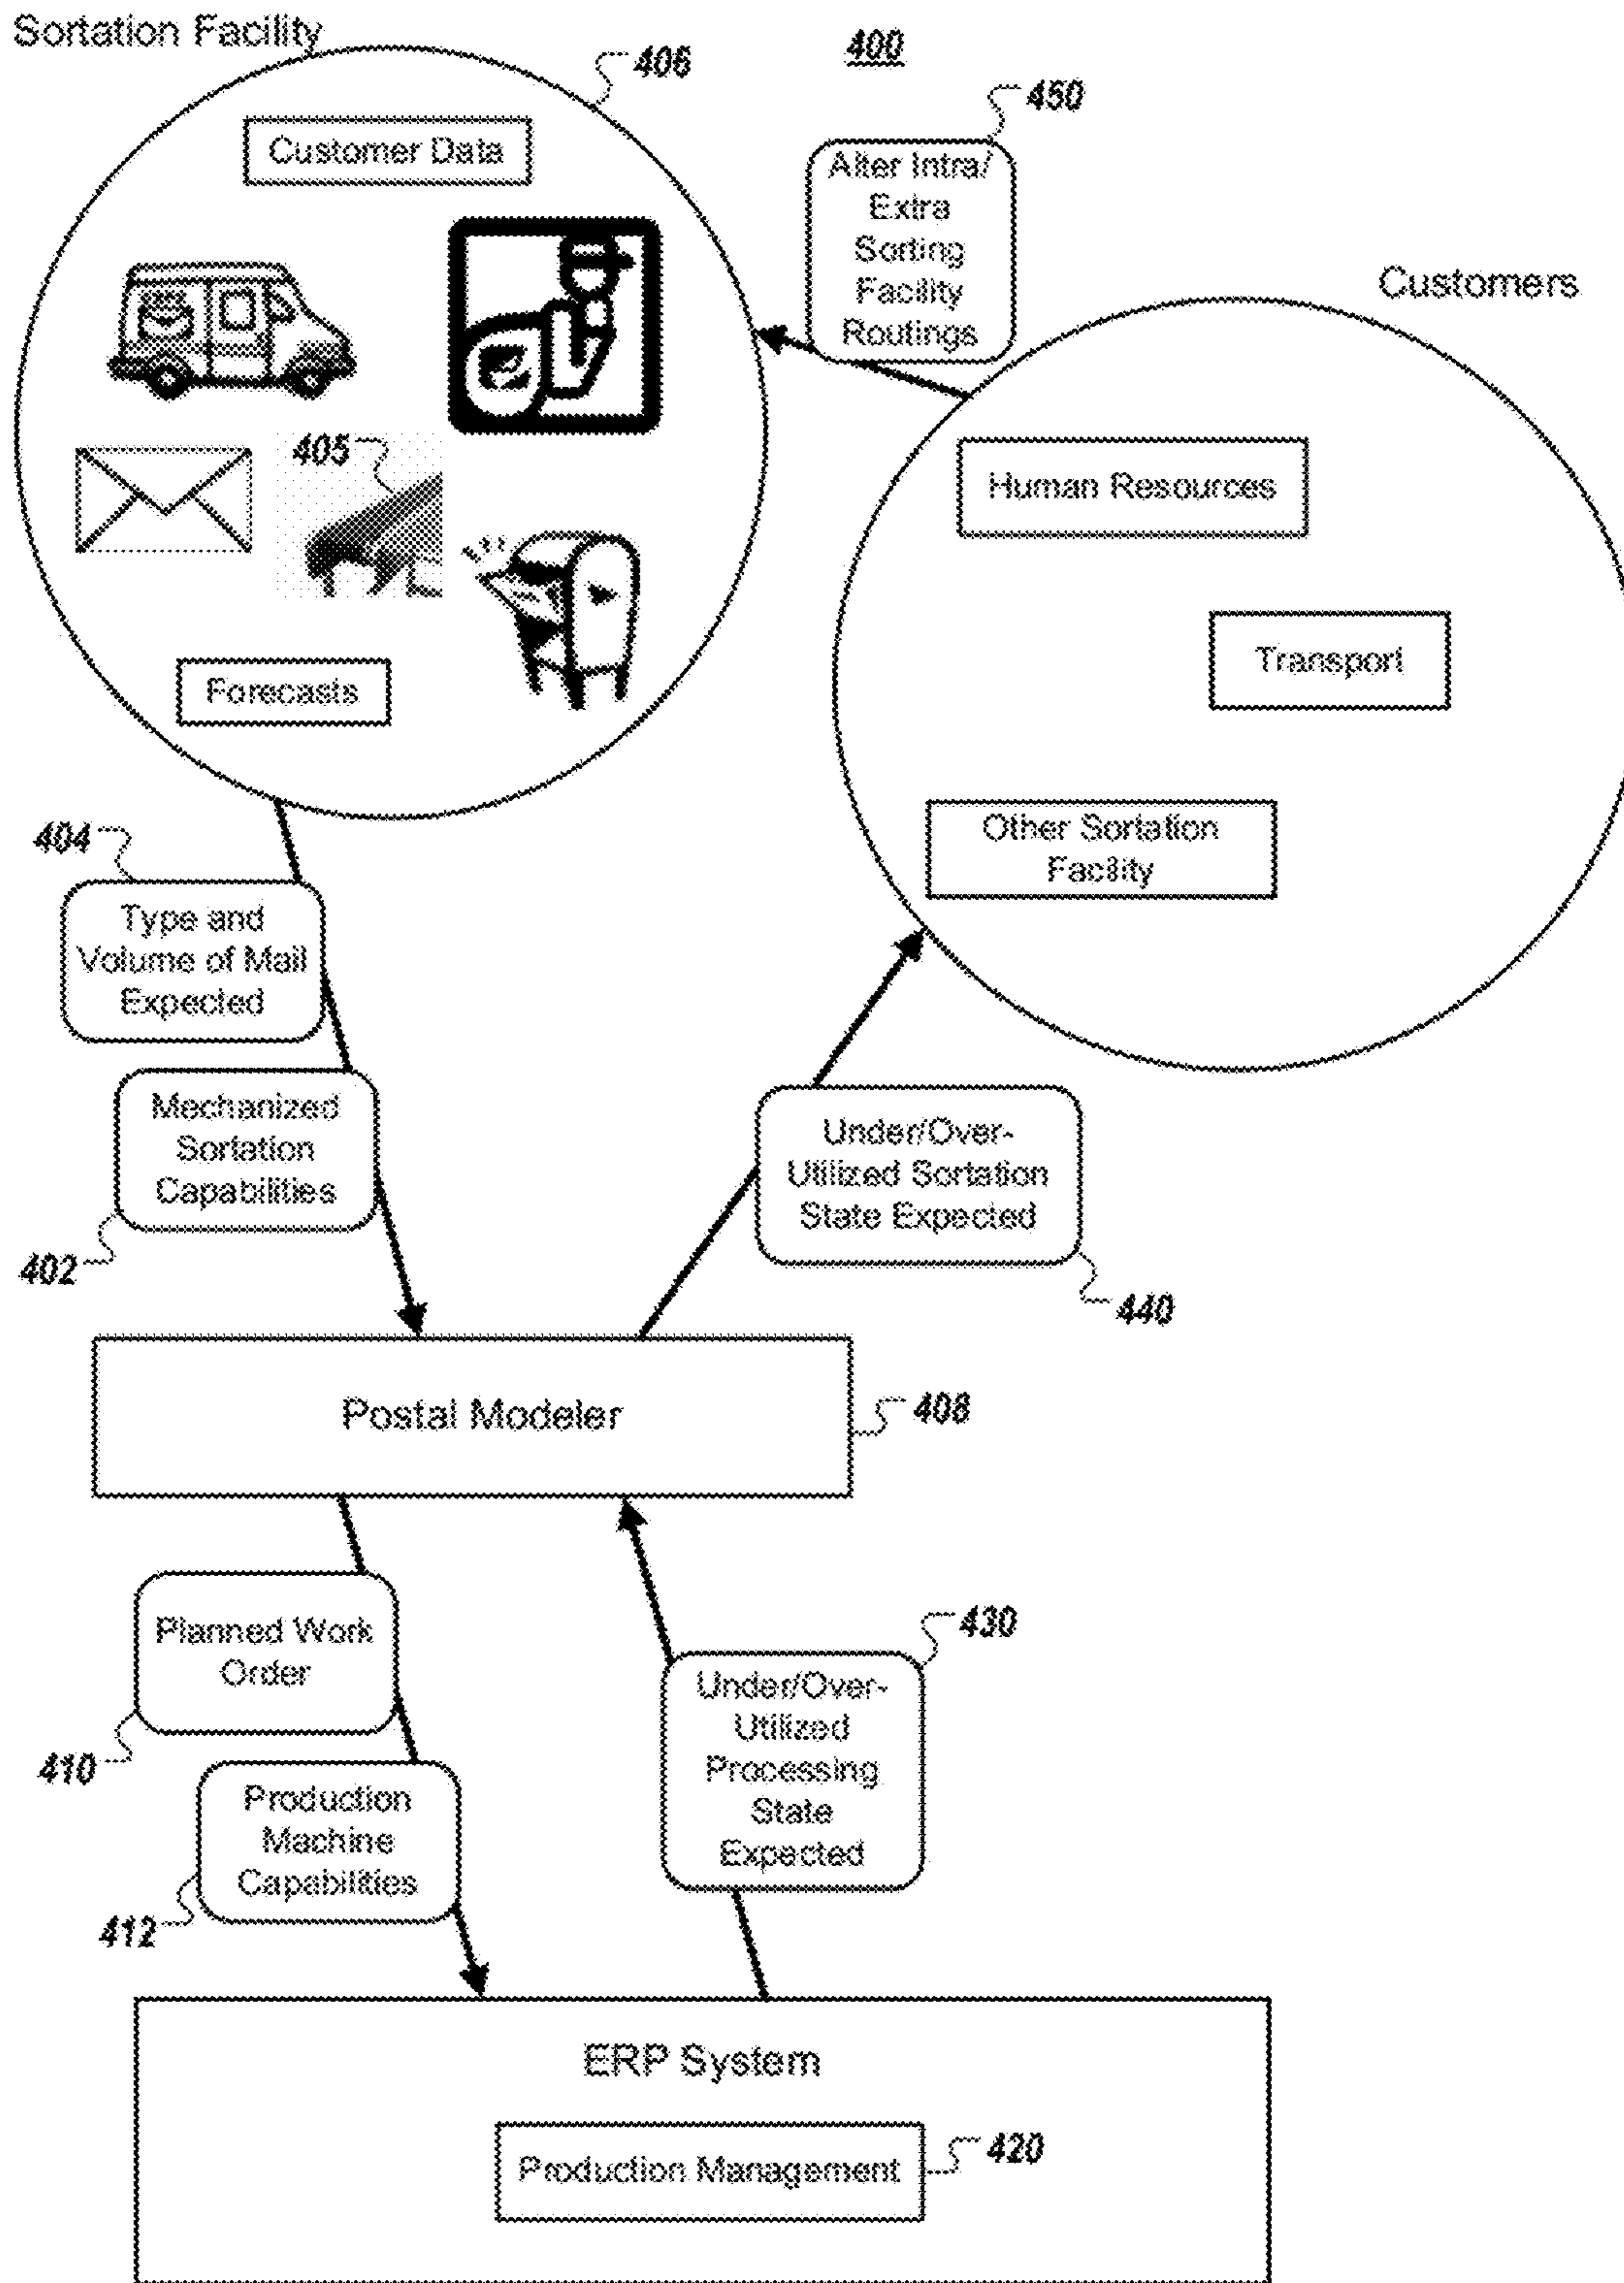 Sortation Facility
406
400
450
Customer Data
Alter Intra/
Extra
Sorting
Facility
Routings
Customers
405
Human Resources
Transport
Forecasts
Other Sortation
Facility
404
Type and
Volume of Mail
Expected
Mechanized
Sortation
Capabilities
402
Under/Over-
Utilized Sortation
State Expected
440
Postal Modeler
408
Planned Work
Order
410
430
Under/Over-
Utilized
Processing
State
Expected
Production
Machine
Capabilities
412
ERP System
Production Management
420